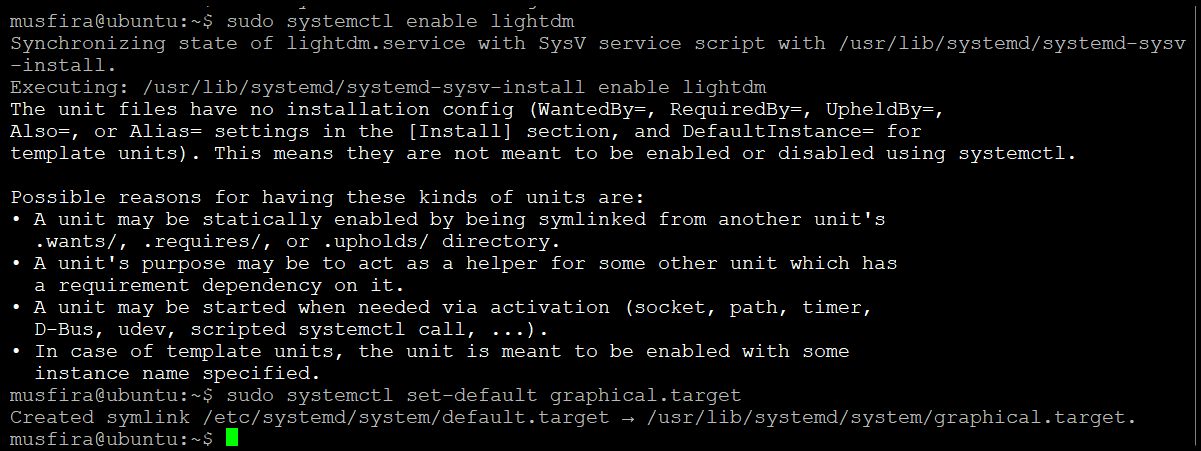 musfira@ubuntu:~$ sudo systemctl enable lightdm
Synchronizing state of lightdm.service with SysV service script with /usr/lib/systemd/systemd-sysv
-install.
Executing: /usr/lib/systemd/systemd-sysv-install enable lightdm
The unit files have no installation config (WantedBy=, RequiredBy=, UpheldBy=,
Also=, or Alias= settings in the [Install] section, and DefaultInstance= for
template units). This means they are not meant to be enabled or disabled using systemctl.

Possible reasons for having these kinds of units are:
• A unit may be statically enabled by being symlinked from another unit's
  .wants/, .requires/, or .upholds/ directory.
• A unit's purpose may be to act as a helper for some other unit which has
  a requirement dependency on it.
• A unit may be started when needed via activation (socket, path, timer,
  D-Bus, udev, scripted systemctl call, ...).
• In case of template units, the unit is meant to be enabled with some
  instance name specified.
musfira@ubuntu:~$ sudo systemctl set-default graphical.target
Created symlink /etc/systemd/system/default.target → /usr/lib/systemd/system/graphical.target.
musfira@ubuntu:~$